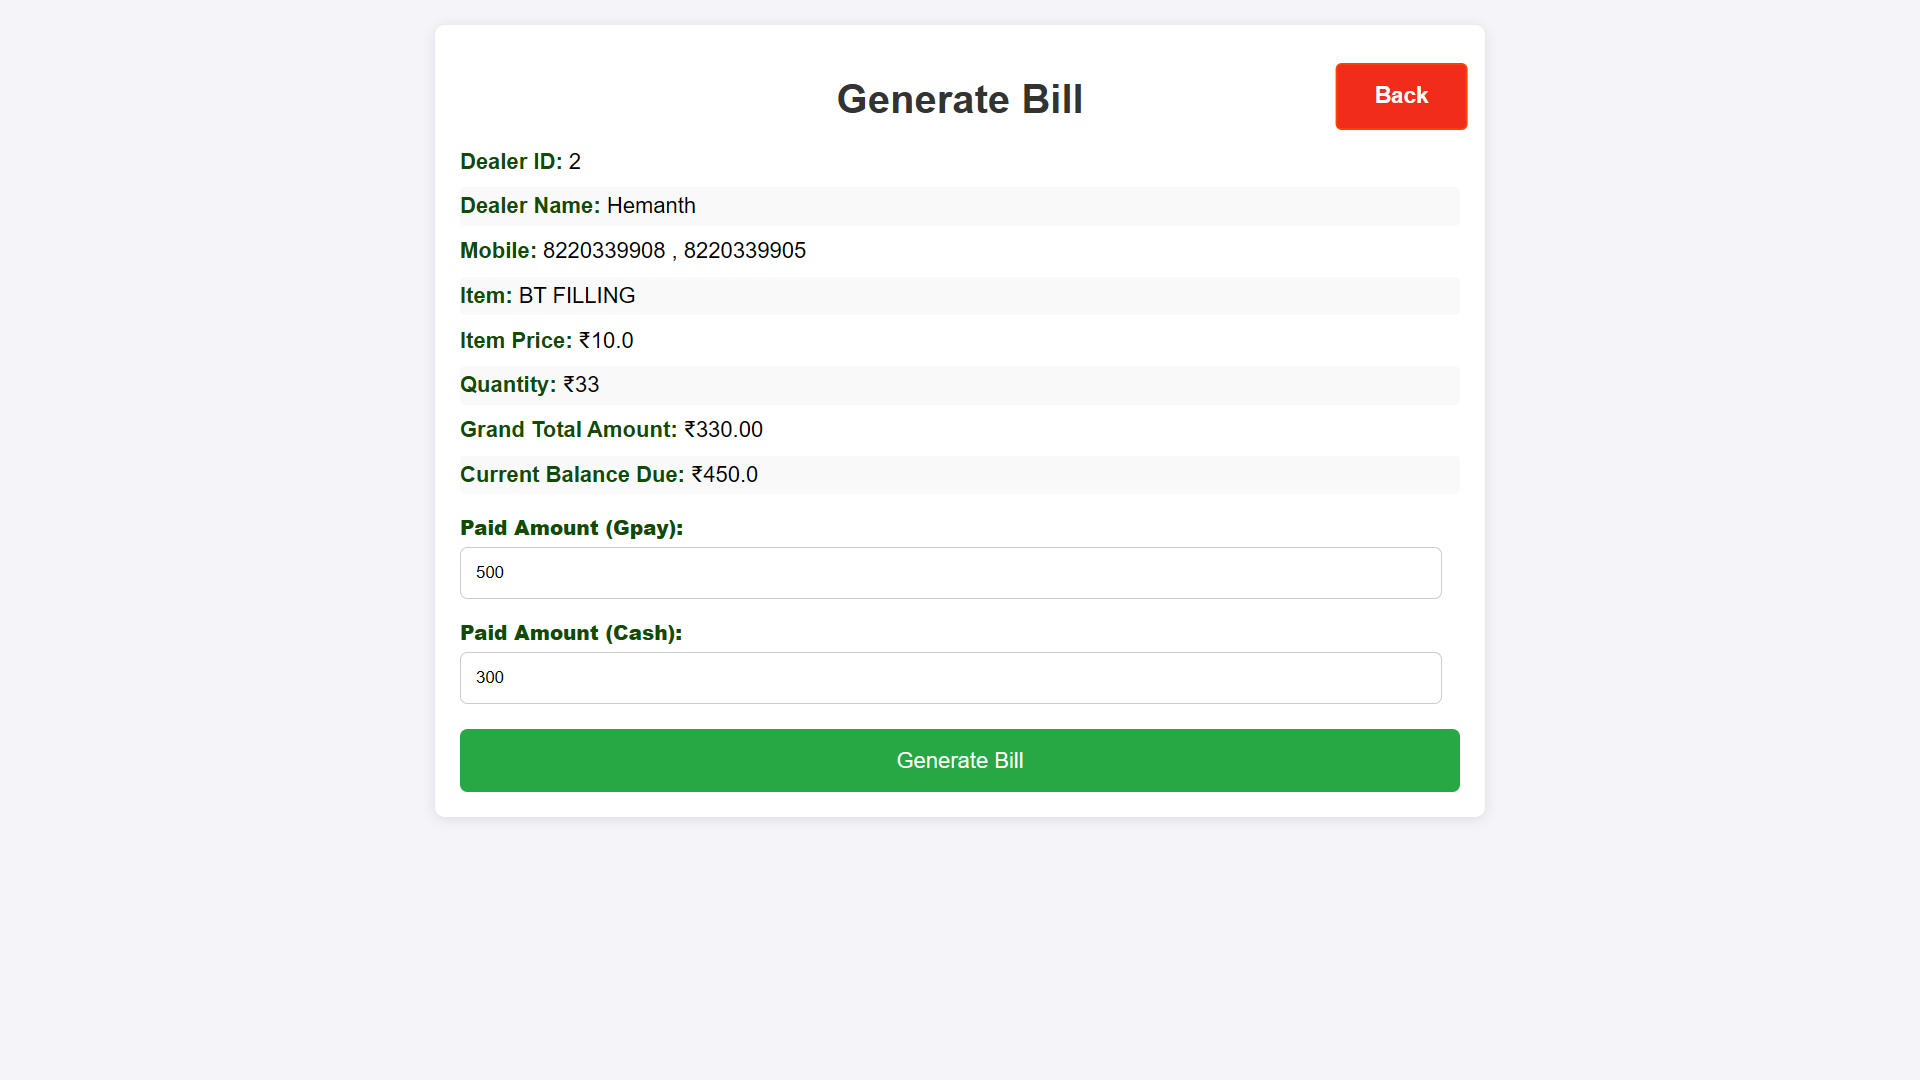 Generate Bill
Back
Dealer ID: 2
Dealer Name: Hemanth
Mobile: 8220339908 , 8220339905
Item: BT FILLING
Item Price: ₹10.0
Quantity: ₹33
Grand Total Amount: ₹330.00
Current Balance Due: ₹450.0
Paid Amount (Gpay):
500
Paid Amount (Cash):
300
Generate Bill